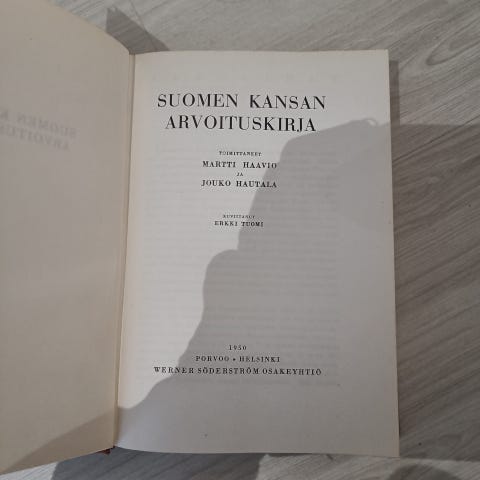 SUOMEN KANSAN
ARVOITUSKIRJA
TOIMITTANEET
MARTTI HAAVIO
JA
JOUKO HAUTALA
KUVITTANUT
ERKKI TUOMI
1950
PORVOO • HELSINKI
WERNER SÖDERSTRÖM OSAKEYHTIÖ